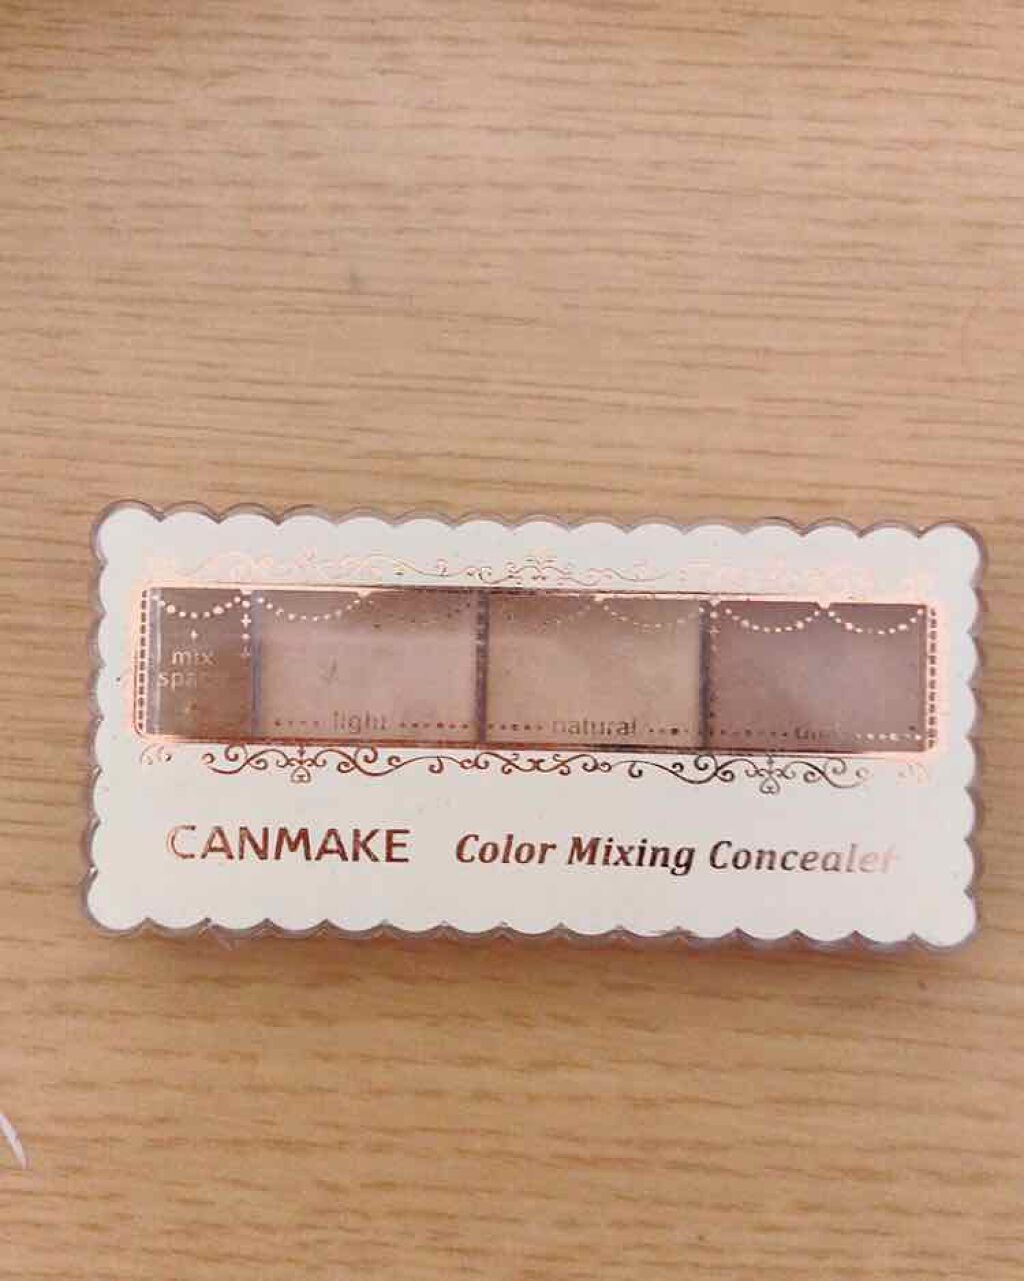 mix
space
light
natural
CANMAKE Color Mixing Concealer